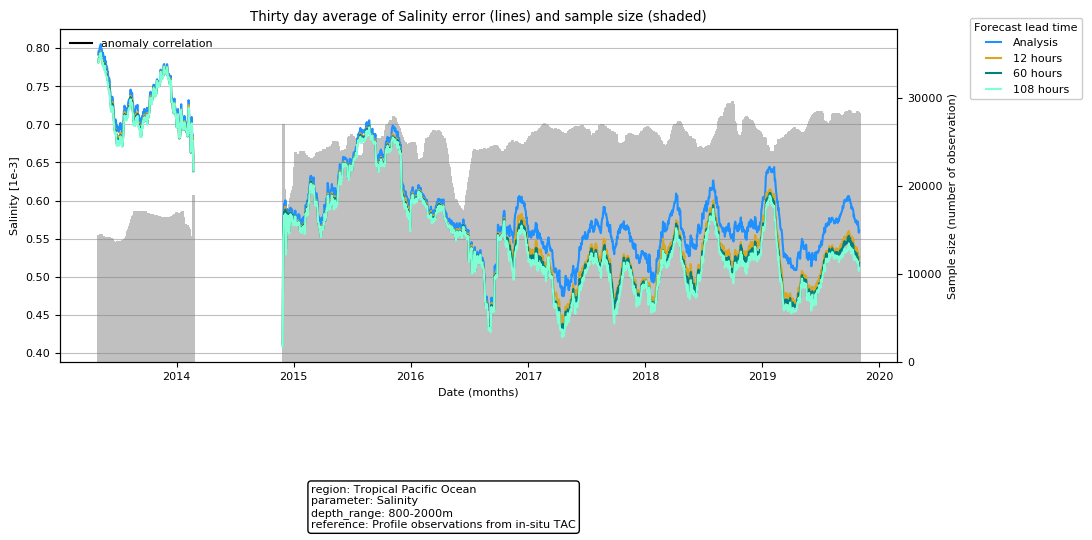 Thirty day average of Salinity error (lines) and sample size (shaded)
anomaly correlation
Forecast lead time
Analysis
12 hours
60 hours
108 hours
Salinity [1e-3]
0.80
0.75
0.70
0.65
0.60
0.55
0.50
0.45
0.40
30000
20000
10000
0
Sample size (number of observation)
2014
2015
2016
2017
2018
2019
2020
Date (months)
region: Tropical Pacific Ocean
parameter: Salinity
depth_range: 800-2000m
reference: Profile observations from in-situ TAC